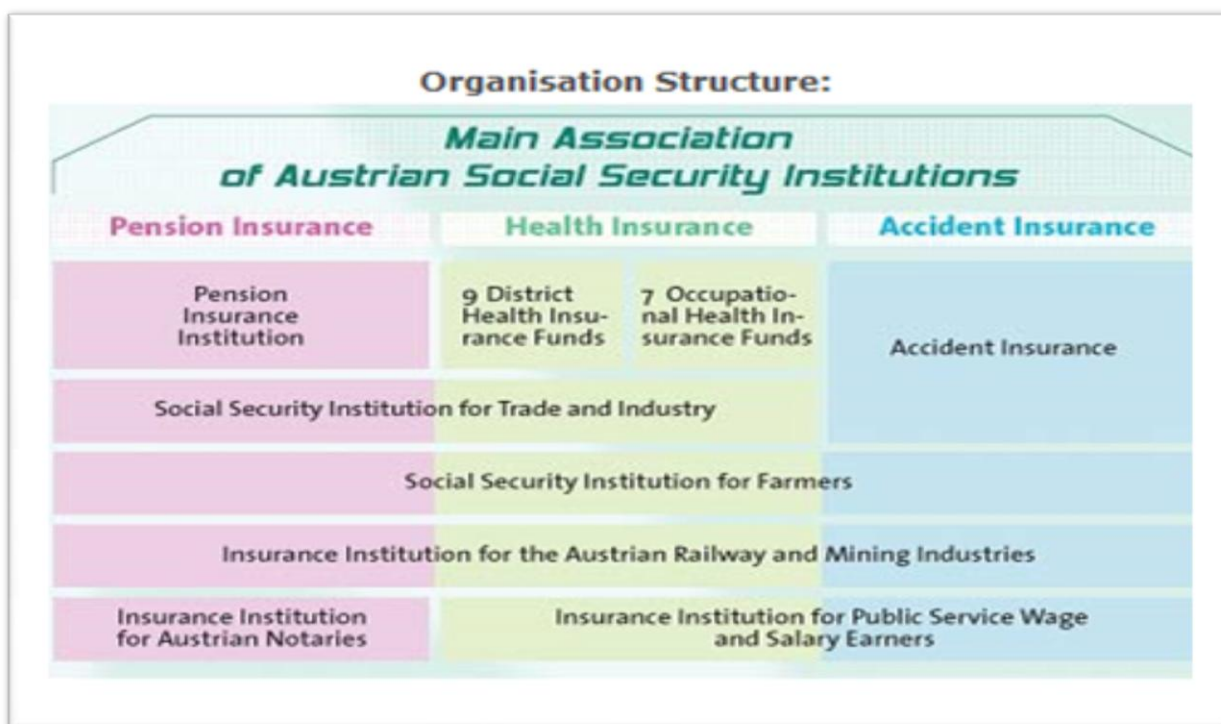 Organisation Structure:
Main Association
of Austrian Social Security Institutions
Pension Insurance
Health Insurance
Accident Insurance
Pension
Insurance
Institution
9 District
Health Insu-
rance Funds
7 Occupatio-
nal Health In-
surance Funds
Accident Insurance
Social Security Institution for Trade and Industry
Social Security Institution for Farmers
Insurance Institution for the Austrian Railway and Mining Industries
Insurance Institution
for Austrian Notaries
Insurance Institution for Public Service Wage
and Salary Earners